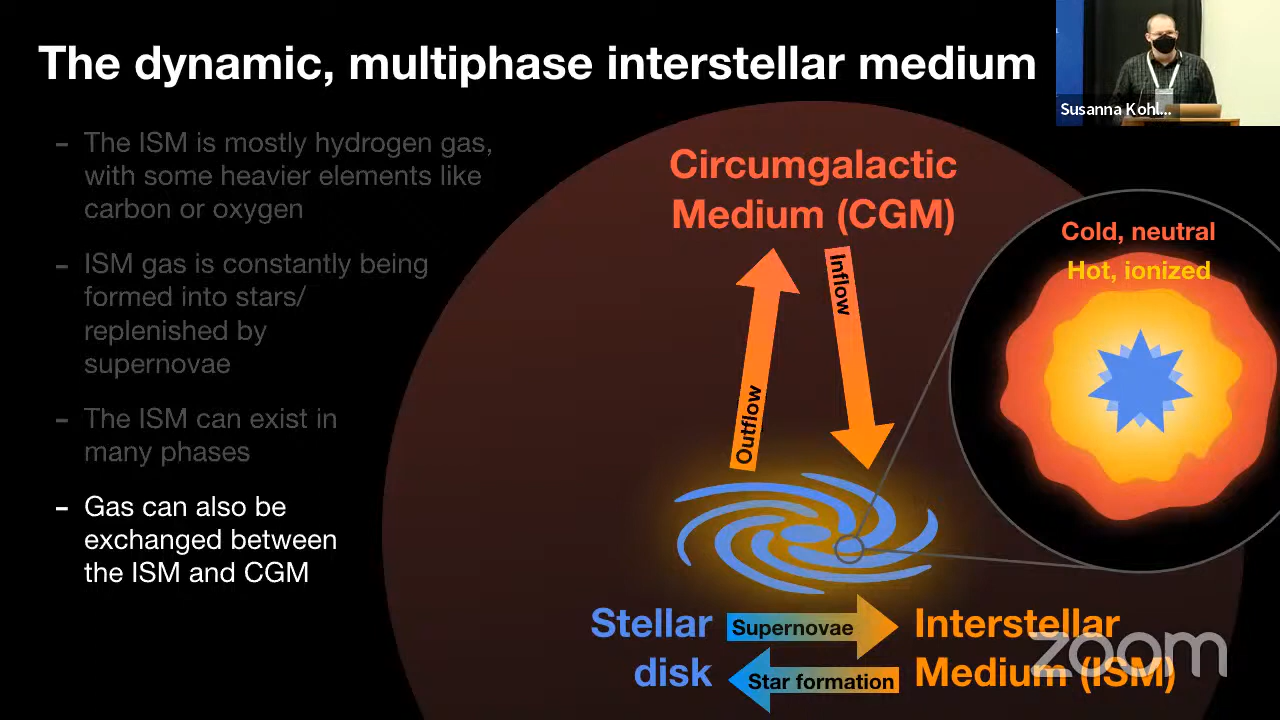 The dynamic, multiphase interstellar medium
Susanna Kohl...
– The ISM is mostly hydrogen gas,
with some heavier elements like
carbon or oxygen
– ISM gas is constantly being
formed into stars/
replenished by
supernovae
– The ISM can exist in
many phases
– Gas can also be
exchanged between
the ISM and CGM
Circumgalactic
Medium (CGM)
Outflow
Inflow
Cold, neutral
Hot, ionized
Stellar
disk
Supernovae
Star formation
Interstellar
Medium (ISM)
zoom